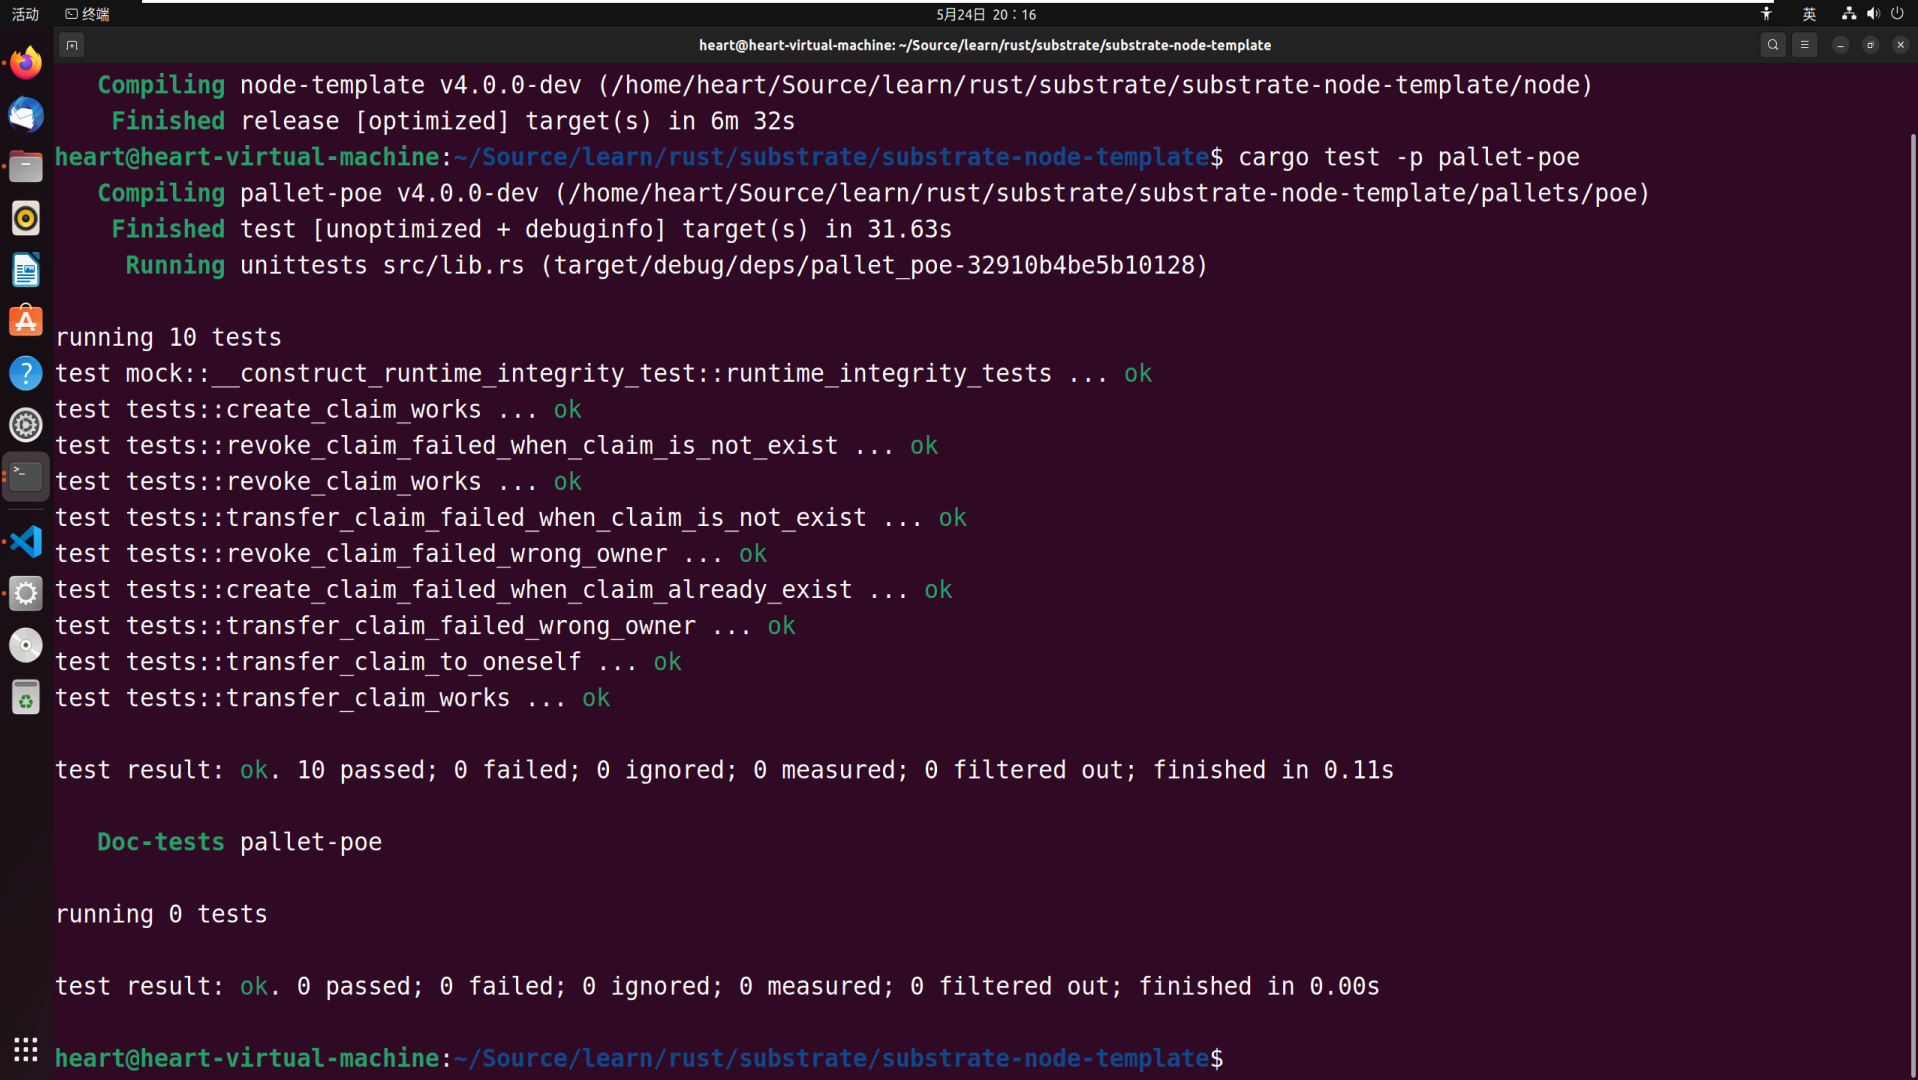 活动 终端 5月24日 20：16 英
heart@heart-virtual-machine: ~/Source/learn/rust/substrate/substrate-node-template
Compiling node-template v4.0.0-dev (/home/heart/Source/learn/rust/substrate/substrate-node-template/node)
Finished release [optimized] target(s) in 6m 32s
heart@heart-virtual-machine:~/Source/learn/rust/substrate/substrate-node-template$ cargo test -p pallet-poe
Compiling pallet-poe v4.0.0-dev (/home/heart/Source/learn/rust/substrate/substrate-node-template/pallets/poe)
Finished test [unoptimized + debuginfo] target(s) in 31.63s
Running unittests src/lib.rs (target/debug/deps/pallet_poe-32910b4be5b10128)
running 10 tests
test mock::__construct_runtime_integrity_test::runtime_integrity_tests ... ok
test tests::create_claim_works ... ok
test tests::revoke_claim_failed_when_claim_is_not_exist ... ok
test tests::revoke_claim_works ... ok
test tests::transfer_claim_failed_when_claim_is_not_exist ... ok
test tests::revoke_claim_failed_wrong_owner ... ok
test tests::create_claim_failed_when_claim_already_exist ... ok
test tests::transfer_claim_failed_wrong_owner ... ok
test tests::transfer_claim_to_oneself ... ok
test tests::transfer_claim_works ... ok
test result: ok. 10 passed; 0 failed; 0 ignored; 0 measured; 0 filtered out; finished in 0.11s
Doc-tests pallet-poe
running 0 tests
test result: ok. 0 passed; 0 failed; 0 ignored; 0 measured; 0 filtered out; finished in 0.00s
heart@heart-virtual-machine:~/Source/learn/rust/substrate/substrate-node-template$